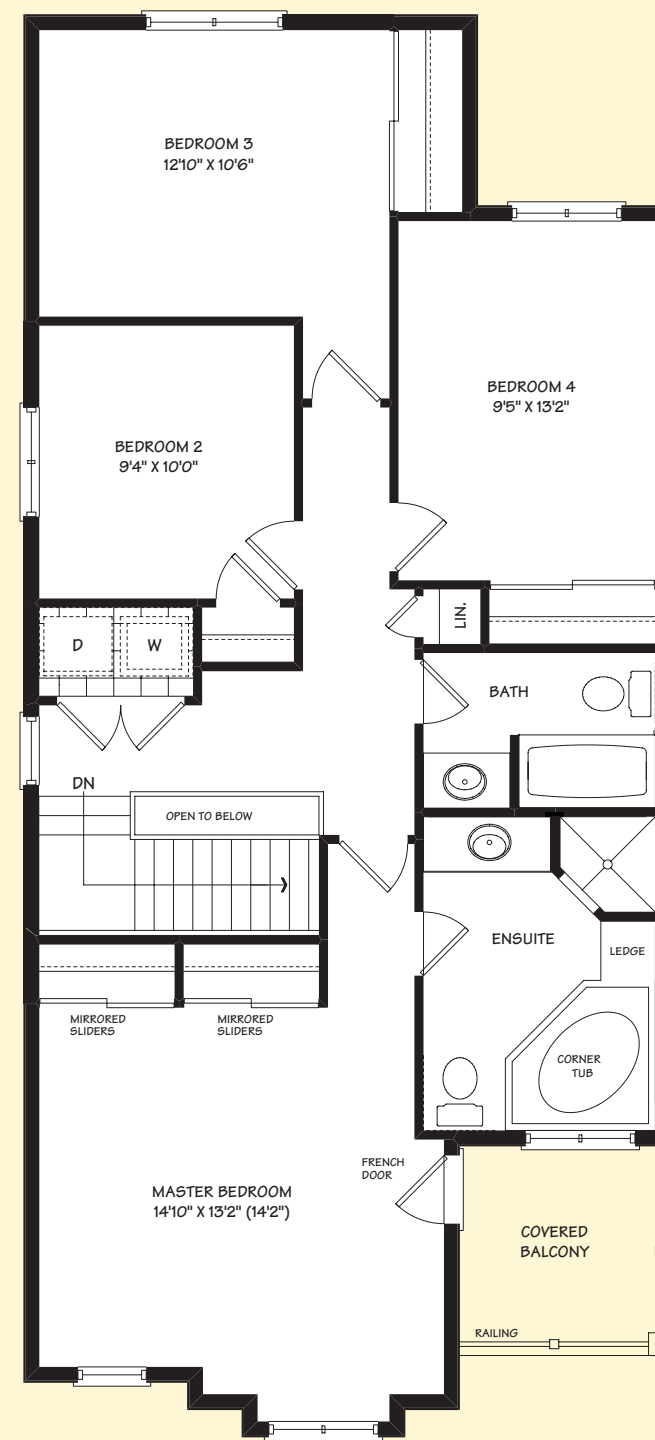 BEDROOM 3
12'10" X 10'6"
BEDROOM 4
9'5" X 13'2"
BEDROOM 2
9'4" X 10'0"
D
W
LIN.
BATH
DN
OPEN TO BELOW
ENSUITE
LEDGE
MIRRORED
SLIDERS
MIRRORED
SLIDERS
CORNER
TUB
FRENCH
DOOR
MASTER BEDROOM
14'10" X 13'2" (14'2")
COVERED
BALCONY
RAILING